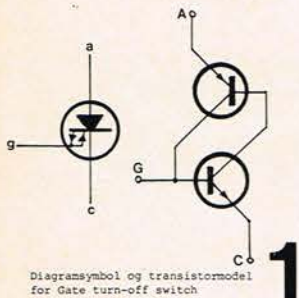 A
a
g
G
c
C
Diagramsymbol og transistormodel
for Gate turn-off switch
1